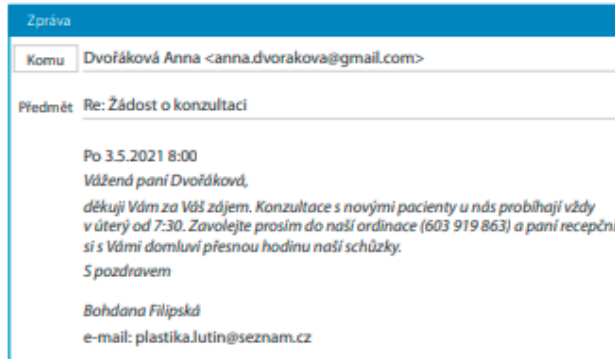 Zpráva
Komu Dvořáková Anna <anna.dvorakova@gmail.com>
Předmět Re: Žádost o konzultaci
Po 3.5.2021 8:00
Vážená paní Dvořáková,
děkuji Vám za Váš zájem. Konzultace s novými pacienty u nás probíhají vždy
v úterý od 7:30. Zavolejte prosím do naší ordinace (603 919 863) a paní
si s Vámi domluví přesnou hodinu naší schůzky.
S pozdravem
Bohdana Filipská
e-mail: plastika.lutin@seznam.cz